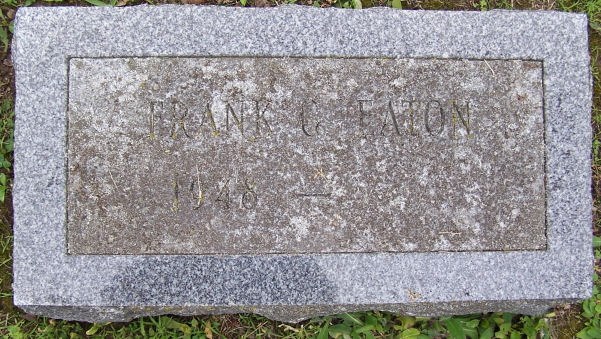 FRANK G EATON
1948 —